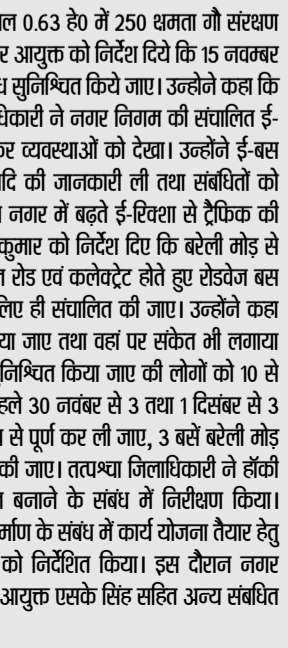 ल 0.63 हे0 में 250 क्षमता गौ संरक्षण
र आयुक्त को निर्देश दिये कि 15 नवम्बर
ध सुनिश्चित किये जाए। उन्होने कहा कि
धिकारी ने नगर निगम की संचालित ई-
कर व्यवस्थाओं को देखा। उन्होंने ई-बस
दि की जानकारी ली तथा संबंधितों को
नगर में बढ़ते ई-रिक्शा से ट्रैफिक की
कुमार को निर्देश दिए कि बरेली मोड़ से
रोड एवं कलेक्ट्रेट होते हुए रोडवेज बस
लिए ही संचालित की जाए। उन्होंने कहा
या जाए तथा वहां पर संकेत भी लगाया
निश्चित किया जाए की लोगों को 10 से
हले 30 नवंबर से 3 तथा 1 दिसंबर से 3
से पूर्ण कर ली जाए, 3 बसें बरेली मोड़
की जाए। तत्पश्चा जिलाधिकारी ने हॉकी
बनाने के संबंध में निरीक्षण किया।
र्माण के संबंध में कार्य योजना तैयार हेतु
को निर्देशित किया। इस दौरान नगर
आयुक्त एसके सिंह सहित अन्य संबधित